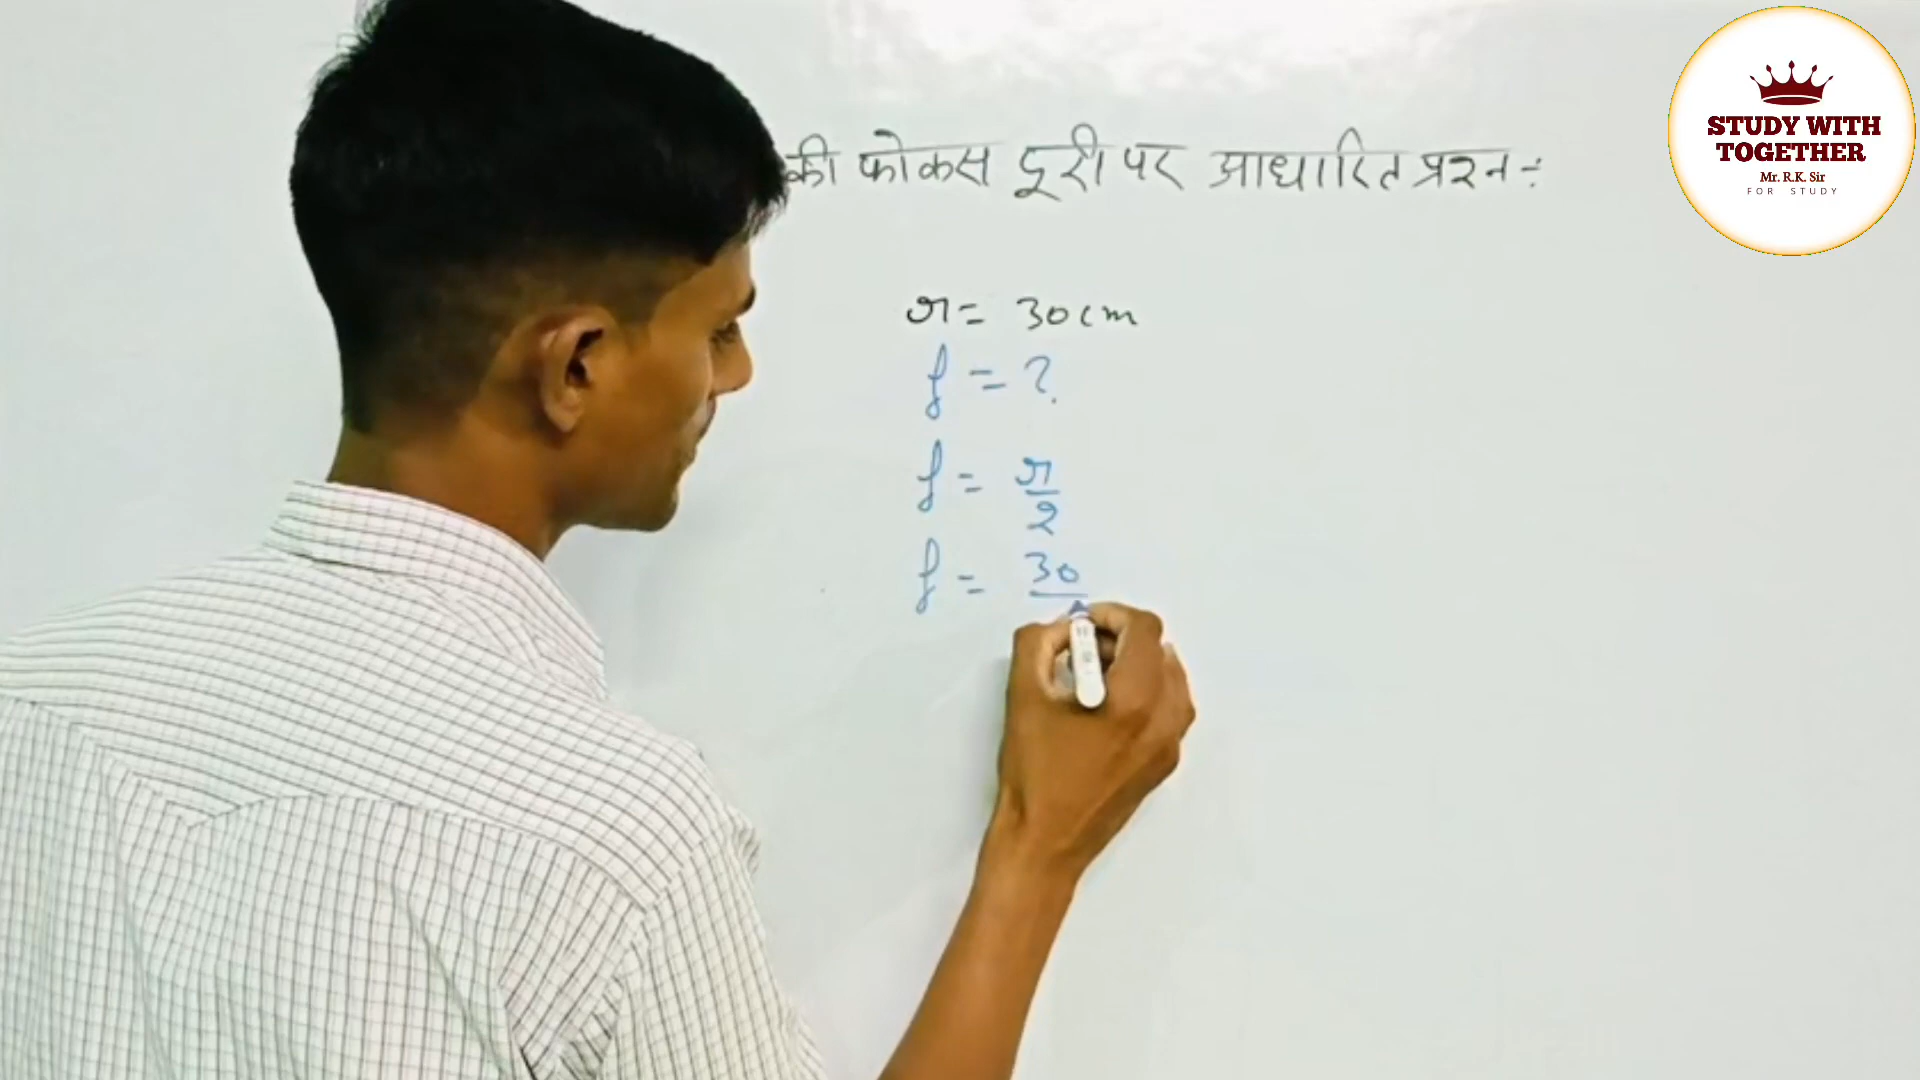 की फोकस दूरी पर आधारित प्रश्न :-
r = 30 cm
f = ?
f = r/2
f = 30
STUDY WITH
TOGETHER
Mr. R.K. Sir
FOR STUDY